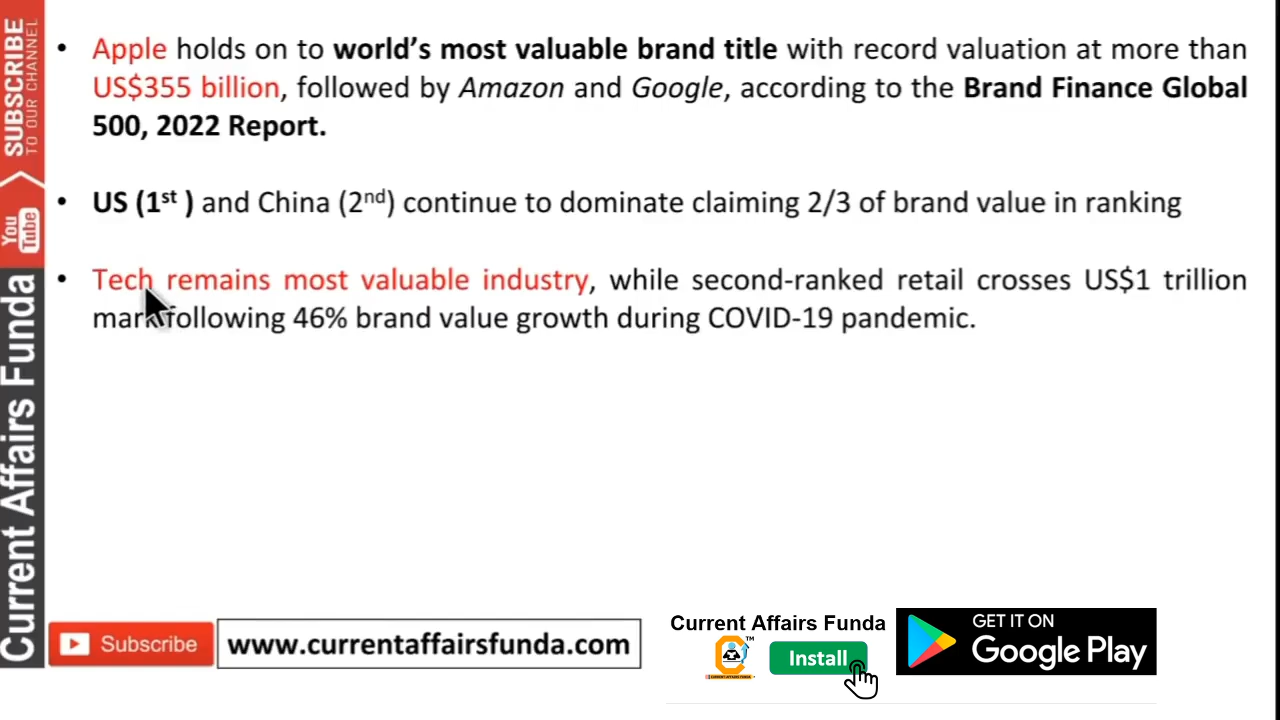 • Apple holds on to world’s most valuable brand title with record valuation at more than
US$355 billion, followed by Amazon and Google, according to the Brand Finance Global
500, 2022 Report.
• US (1st ) and China (2nd) continue to dominate claiming 2/3 of brand value in ranking
• Tech remains most valuable industry, while second-ranked retail crosses US$1 trillion
mark following 46% brand value growth during COVID-19 pandemic.
SUBSCRIBE
TO OUR CHANNEL
You
Tube
Current Affairs Funda
Subscribe
www.currentaffairsfunda.com
Current Affairs Funda
TM
Install
GET IT ON
Google Play